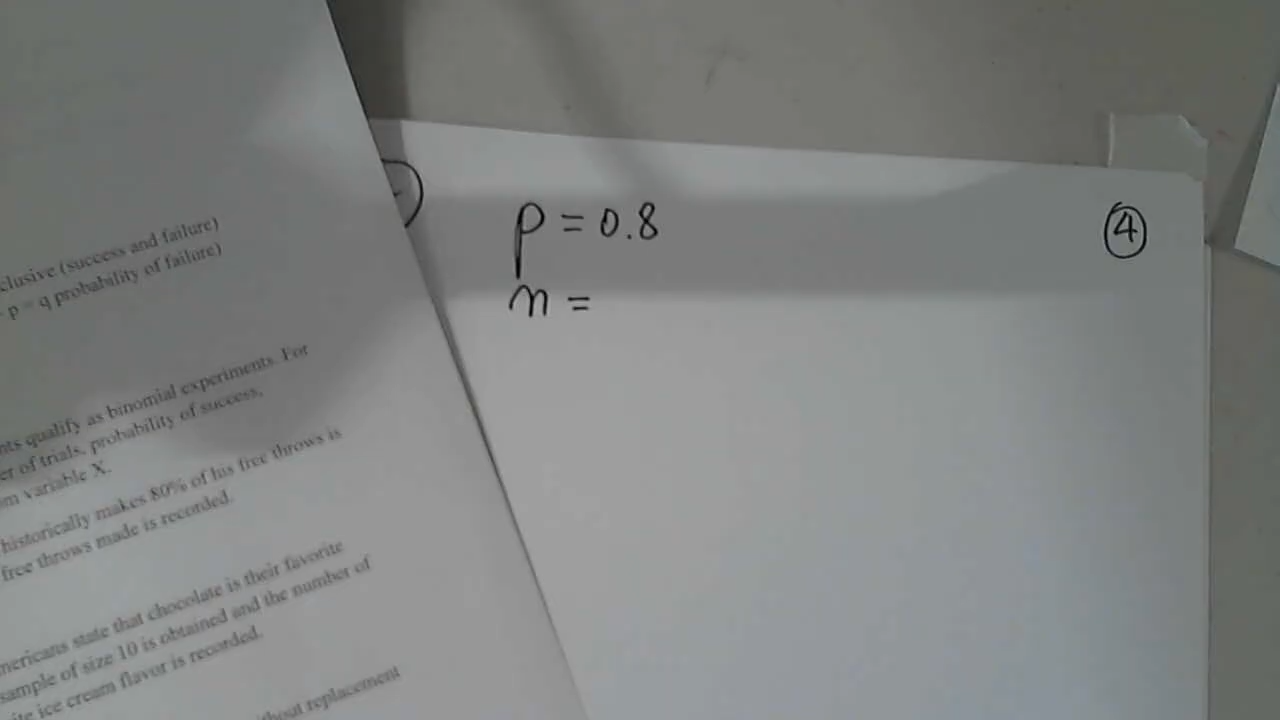 clusive (success and failure)
- p = q probability of failure)
nts qualify as binomial experiments. For
er of trials, probability of success,
om variable X.
historically makes 80% of his free throws is
free throws made is recorded.
mericans state that chocolate is their favorite
sample of size 10 is obtained and the number of
ite ice cream flavor is recorded.
ithout replacement
p = 0.8
n =
4